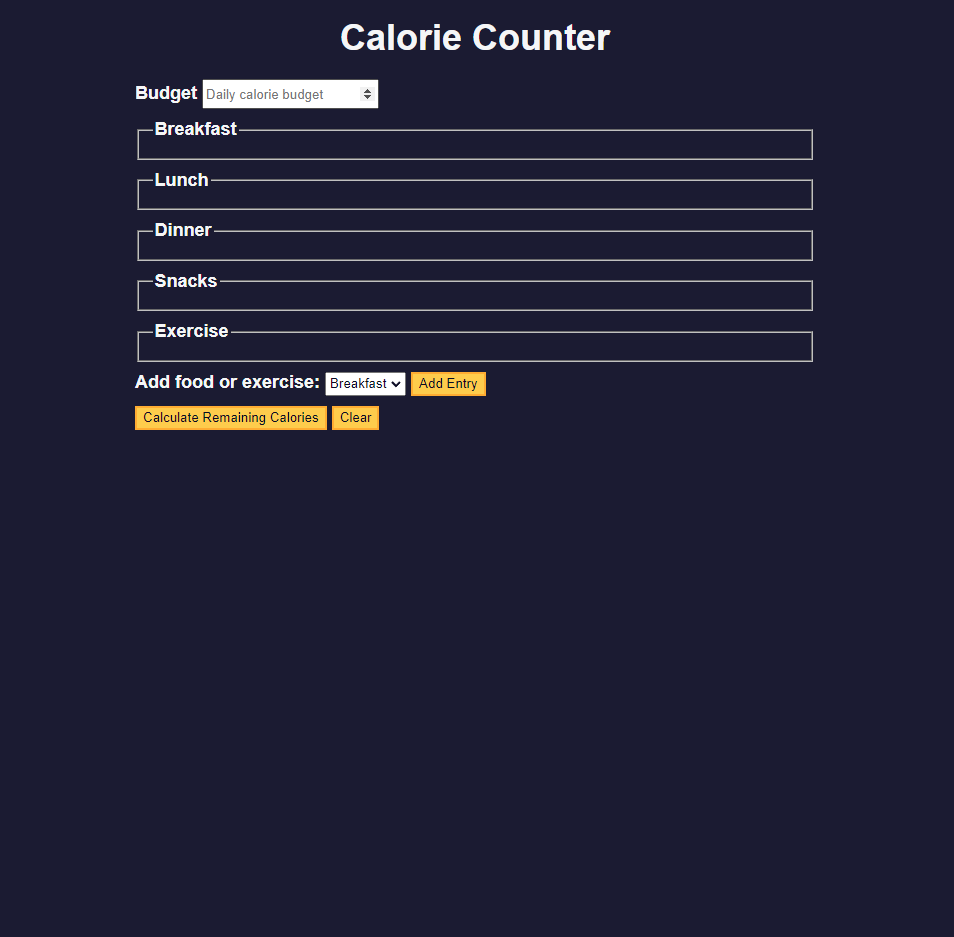 Calorie Counter
Budget Daily calorie budget
Breakfast
Lunch
Dinner
Snacks
Exercise
Add food or exercise: Breakfast Add Entry
Calculate Remaining Calories Clear